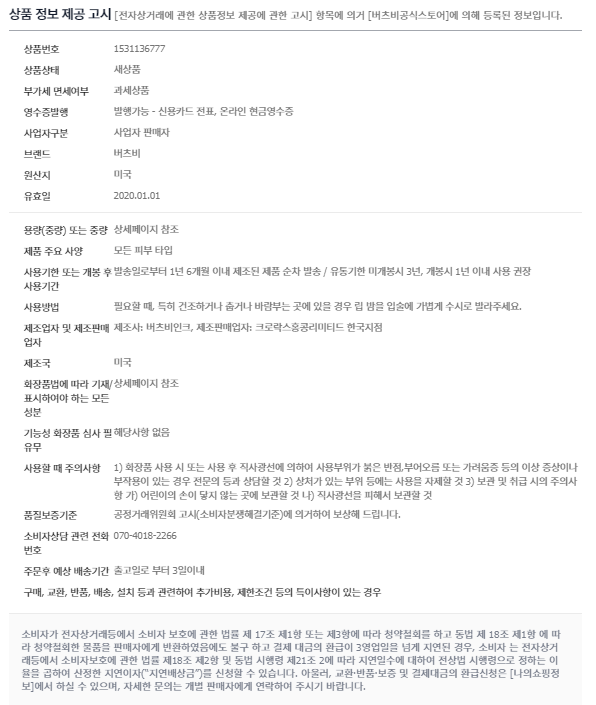 상품 정보 제공 고시 [전자상거래에 관한 상품정보 제공에 관한 고시] 항목에 의거 [버츠비공식스토어]에 의해 등록된 정보입니다.
상품번호 1531136777
상품상태 새상품
부가세 면세여부 과세상품
영수증발행 발행가능 - 신용카드 전표, 온라인 현금영수증
사업자구분 사업자 판매자
브랜드 버츠비
원산지 미국
유효일 2020.01.01
용량(중량) 또는 중량 상세페이지 참조
제품 주요 사양 모든 피부 타입
사용기한 또는 개봉 후 발송일로부터 1년 6개월 이내 제조된 제품 순차 발송 / 유통기한 미개봉시 3년, 개봉시 1년 이내 사용 권장
사용기간
사용방법 필요할 때, 특히 건조하거나 춥거나 바람부는 곳에 있을 경우 립 밤을 입술에 가볍게 수시로 발라주세요.
제조업자 및 제조판매 제조사: 버츠비인크, 제조판매업자: 크로락스홍콩리미티드 한국지점
업자
제조국 미국
화장품법에 따라 기재/ 상세페이지 참조
표시하여야 하는 모든
성분
기능성 화장품 심사 필 해당사항 없음
유무
사용할 때 주의사항 1) 화장품 사용 시 또는 사용 후 직사광선에 의하여 사용부위가 붉은 반점,부어오름 또는 가려움증 등의 이상 증상이나
부작용이 있는 경우 전문의 등과 상담할 것 2) 상처가 있는 부위 등에는 사용을 자제할 것 3) 보관 및 취급 시의 주의사
항 가) 어린이의 손이 닿지 않는 곳에 보관할 것 나) 직사광선을 피해서 보관할 것
품질보증기준 공정거래위원회 고시(소비자분쟁해결기준)에 의거하여 보상해 드립니다.
소비자상담 관련 전화 070-4018-2266
번호
주문후 예상 배송기간 출고일로 부터 3일이내
구매, 교환, 반품, 배송, 설치 등과 관련하여 추가비용, 제한조건 등의 특이사항이 있는 경우
소비자가 전자상거래등에서 소비자 보호에 관한 법률 제 17조 제1항 또는 제3항에 따라 청약철회를 하고 동법 제 18조 제1항 에 따
라 청약철회한 물품을 판매자에게 반환하였음에도 불구 하고 결제 대금의 환급이 3영업일을 넘게 지연된 경우, 소비자 는 전자상거
래등에서 소비자보호에 관한 법률 제18조 제2항 및 동법 시행령 제21조 2에 따라 지연일수에 대하여 전상법 시행령으로 정하는 이
율을 곱하여 산정한 지연이자("지연배상금")를 신청할 수 있습니다. 아울러, 교환·반품·보증 및 결제대금의 환급신청은 [나의쇼핑정
보]에서 하실 수 있으며, 자세한 문의는 개별 판매자에게 연락하여 주시기 바랍니다.